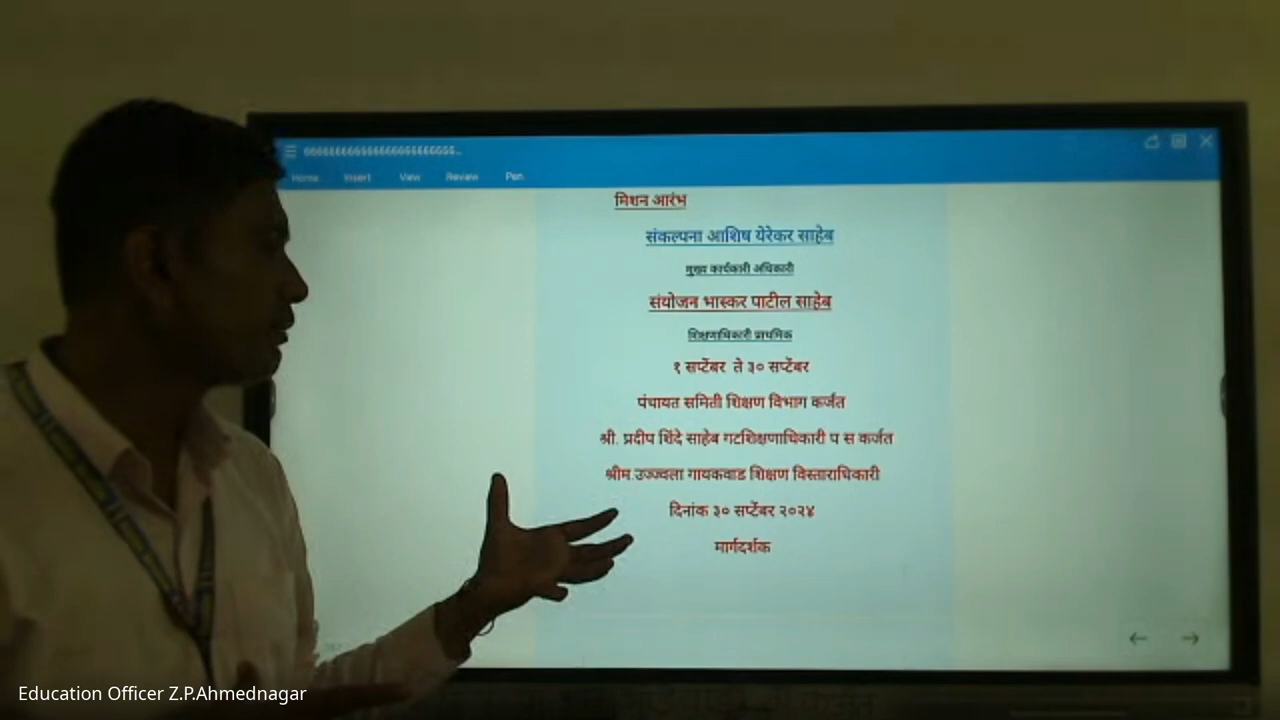 66666666666666666666666666...
Home Insert View Review Pen
मिशन आरंभ
संकल्पना आशिष येरेकर साहेब
मुख्य कार्यकारी अधिकारी
संयोजन भास्कर पाटील साहेब
शिक्षणाधिकारी प्राथमिक
१ सप्टेंबर ते ३० सप्टेंबर
पंचायत समिती शिक्षण विभाग कर्जत
श्री. प्रदीप शिंदे साहेब गटशिक्षणाधिकारी प स कर्जत
श्रीम.उज्ज्वला गायकवाड शिक्षण विस्ताराधिकारी
दिनांक ३० सप्टेंबर २०२४
मार्गदर्शक
Education Officer Z.P.Ahmednagar